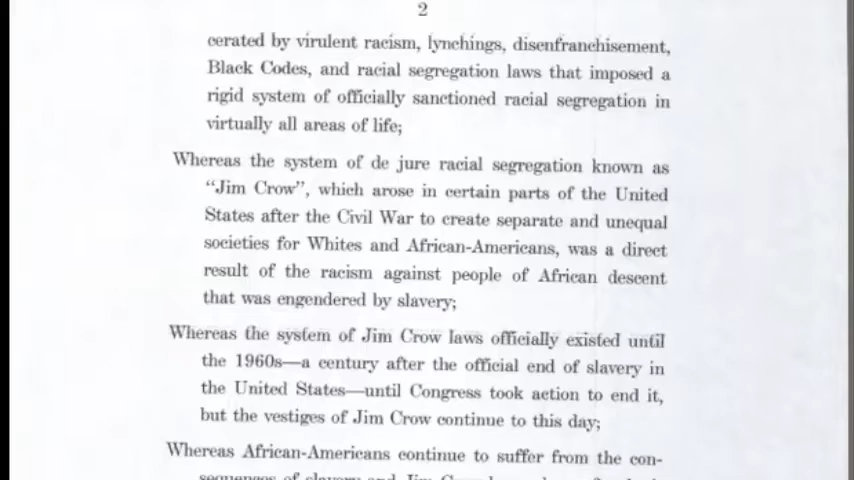 2
cerated by virulent racism, lynchings, disenfranchisement,
Black Codes, and racial segregation laws that imposed a
rigid system of officially sanctioned racial segregation in
virtually all areas of life;
Whereas the system of de jure racial segregation known as
“Jim Crow”, which arose in certain parts of the United
States after the Civil War to create separate and unequal
societies for Whites and African-Americans, was a direct
result of the racism against people of African descent
that was engendered by slavery;
Whereas the system of Jim Crow laws officially existed until
the 1960s—a century after the official end of slavery in
the United States—until Congress took action to end it,
but the vestiges of Jim Crow continue to this day;
Whereas African-Americans continue to suffer from the con-